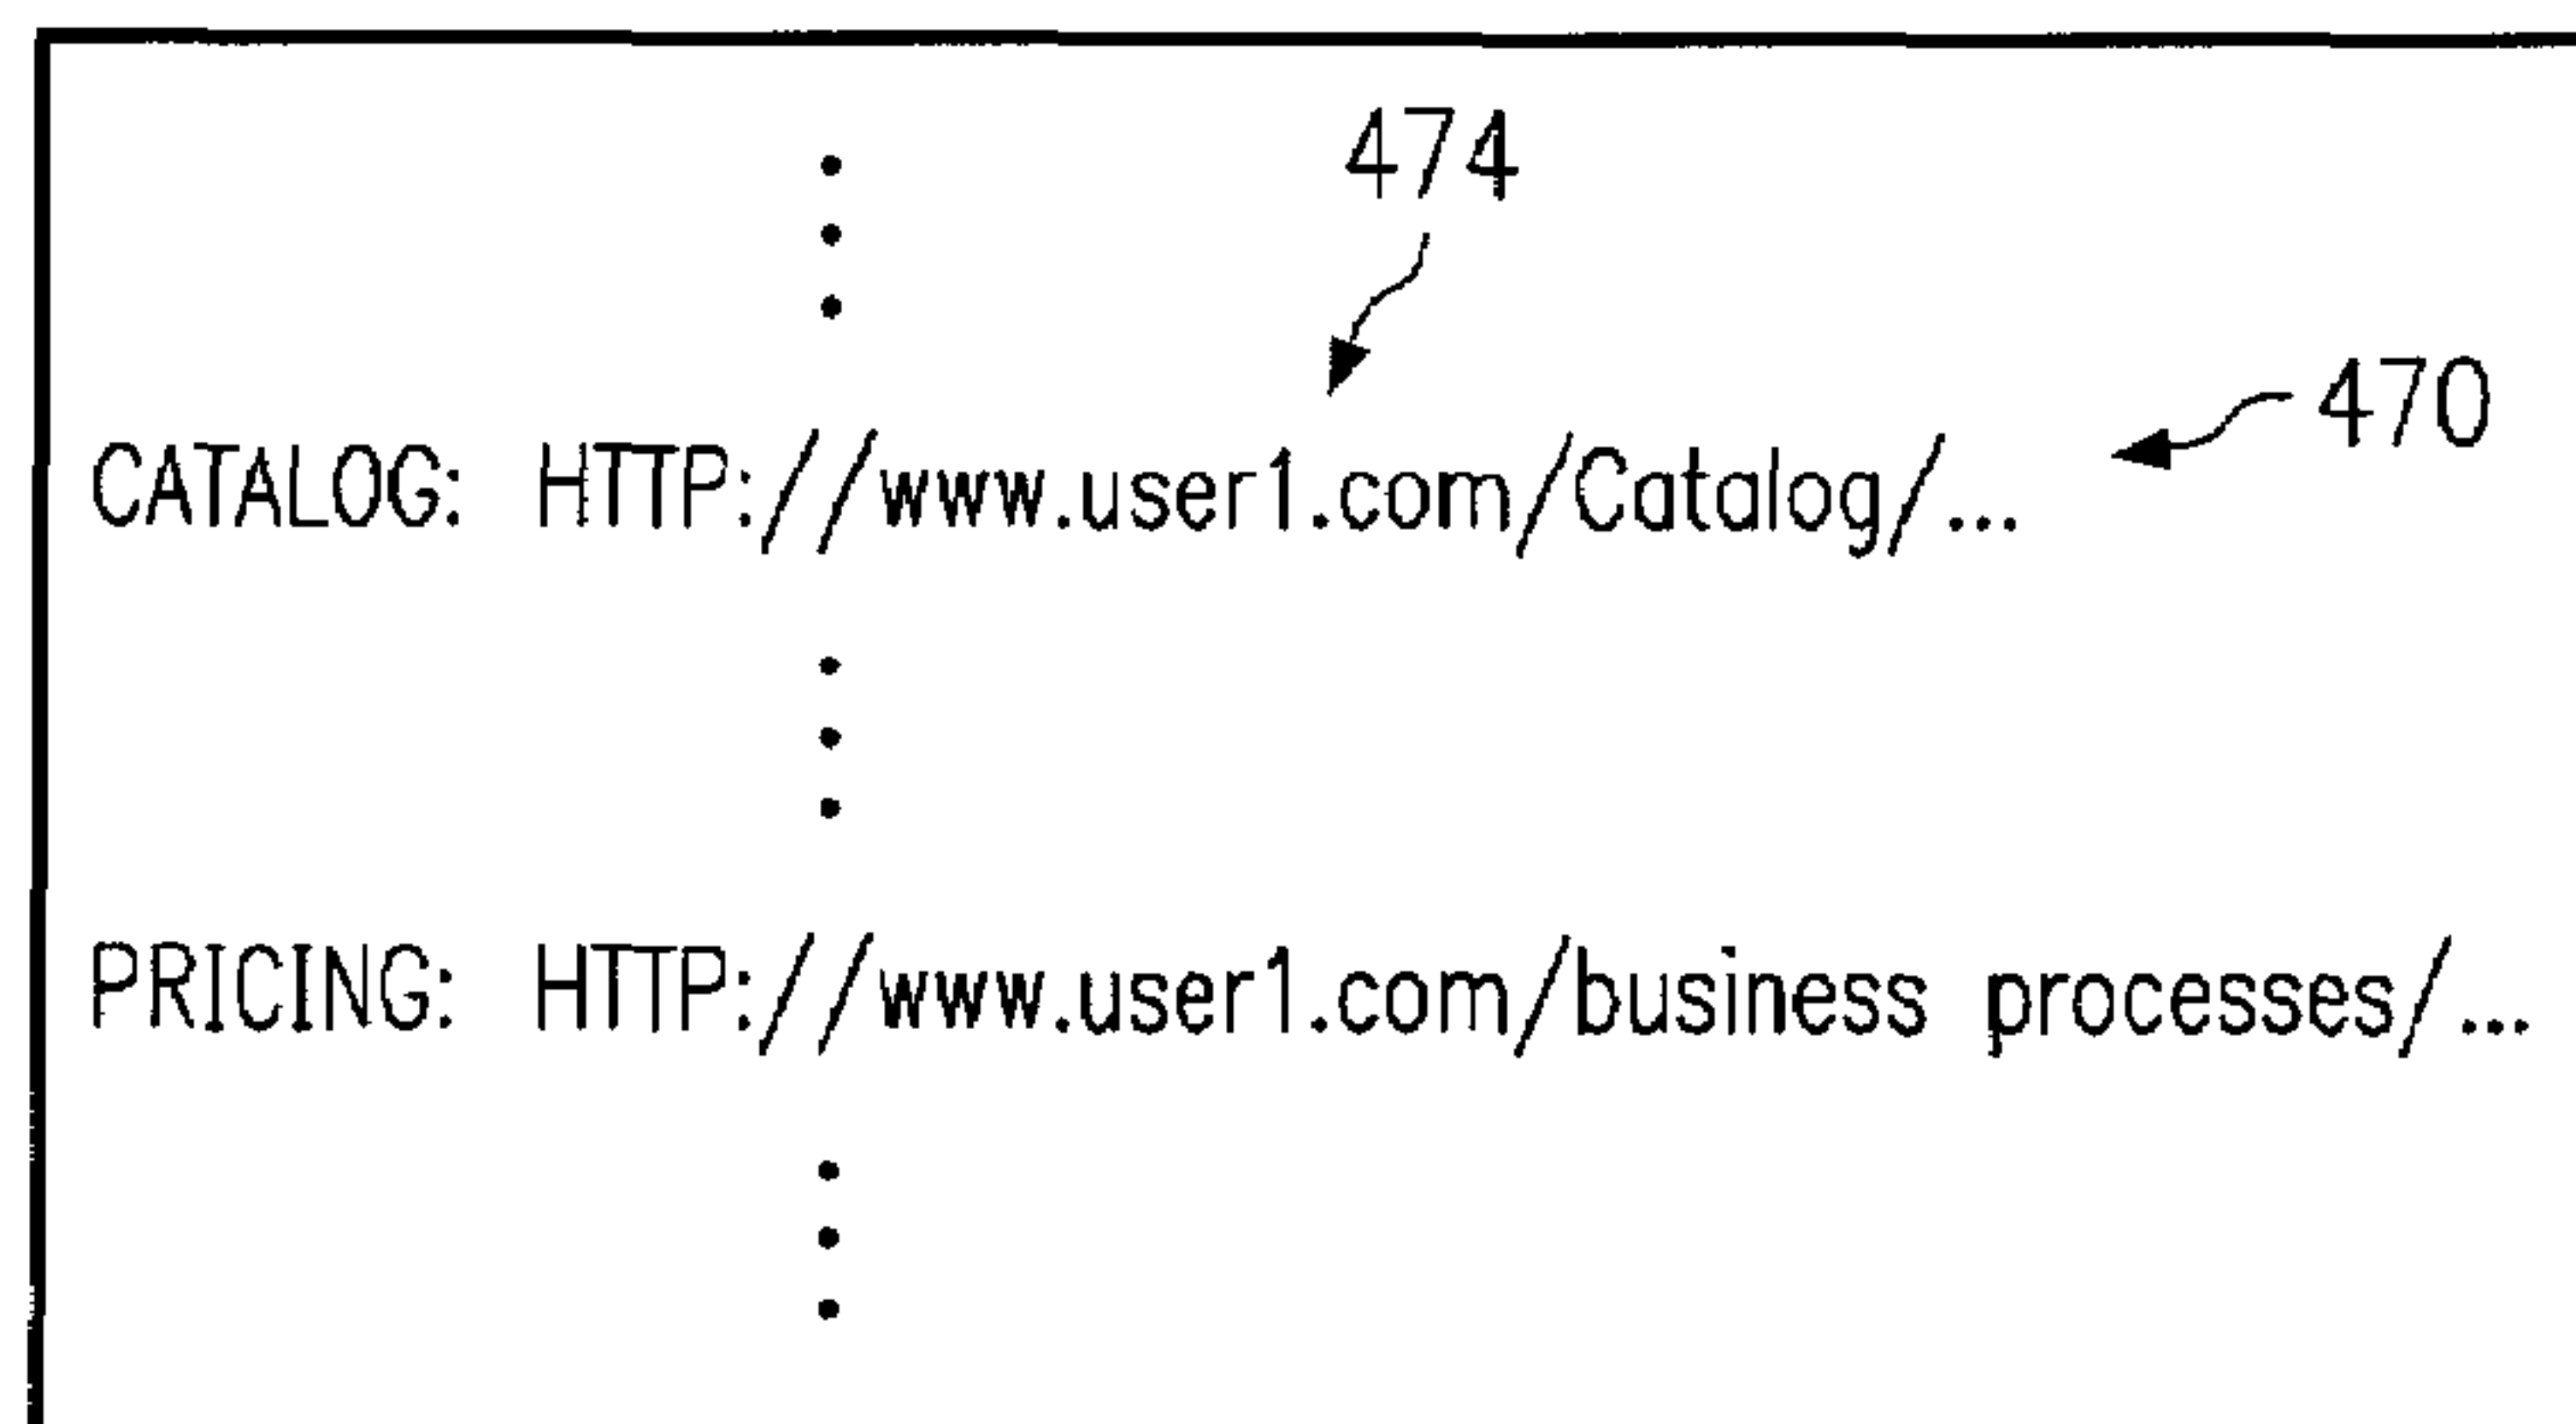 474
470
CATALOG: HTTP://www.user1.com/Catalog/...
PRICING: HTTP://www.user1.com/business processes/...